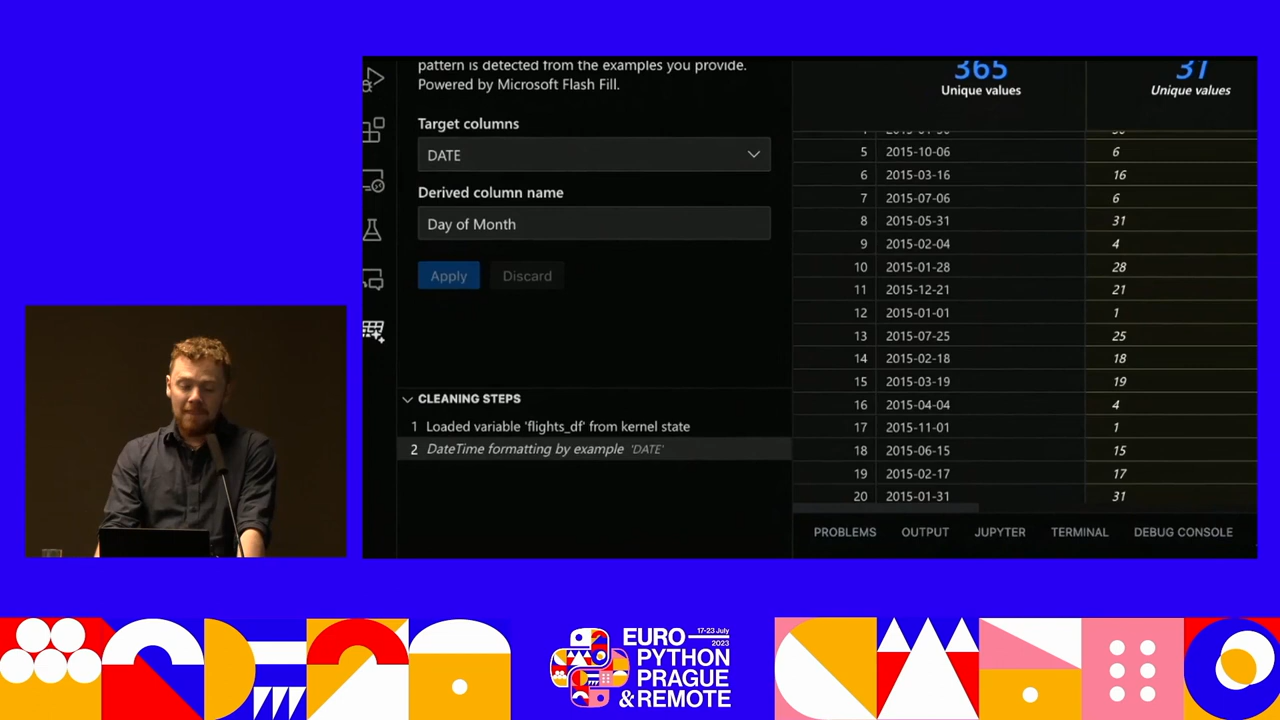 pattern is detected from the examples you provide.
Powered by Microsoft Flash Fill.
Target columns
DATE
Derived column name
Day of Month
Apply
Discard
CLEANING STEPS
1 Loaded variable 'flights_df' from kernel state
2 DateTime formatting by example 'DATE'
365
Unique values
31
Unique values
5 2015-10-06 6
6 2015-03-16 16
7 2015-07-06 6
8 2015-05-31 31
9 2015-02-04 4
10 2015-01-28 28
11 2015-12-21 21
12 2015-01-01 1
13 2015-07-25 25
14 2015-02-18 18
15 2015-03-19 19
16 2015-04-04 4
17 2015-11-01 1
18 2015-06-15 15
19 2015-02-17 17
20 2015-01-31 31
PROBLEMS
OUTPUT
JUPYTER
TERMINAL
DEBUG CONSOLE
17-23 July
2023
EURO
PYTHON
PRAGUE
& REMOTE